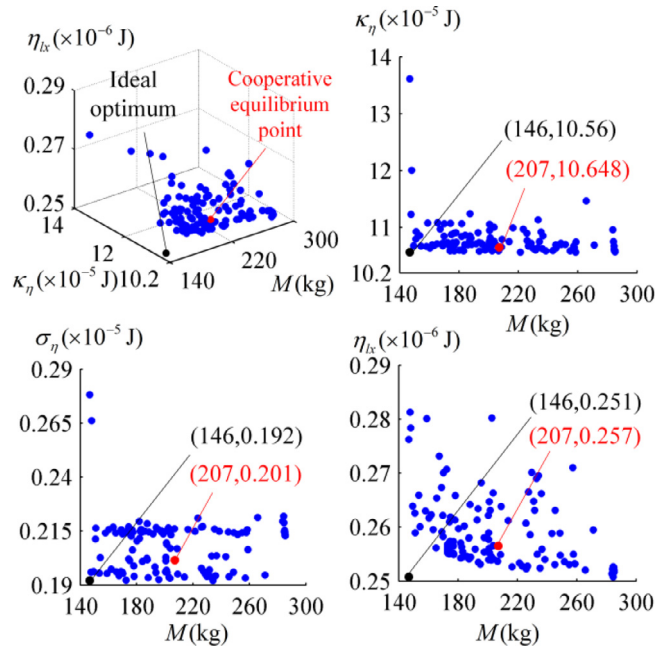 η_lx(×10⁻⁶ J)
0.29
0.27
0.25
14
12
10.2
κ_η(×10⁻⁵ J)
140
220
300
M(kg)
Ideal
optimum
Cooperative
equilibrium
point
κ_η(×10⁻⁵ J)
14
13
12
11
10.2
(146,10.56)
(207,10.648)
140 180 220 260 300
M(kg)
σ_η(×10⁻⁵ J)
0.29
0.265
0.24
0.215
0.19
(146,0.192)
(207,0.201)
140 180 220 260 300
M(kg)
η_lx(×10⁻⁶ J)
0.29
0.28
0.27
0.26
0.25
(146,0.251)
(207,0.257)
140 180 220 260 300
M(kg)